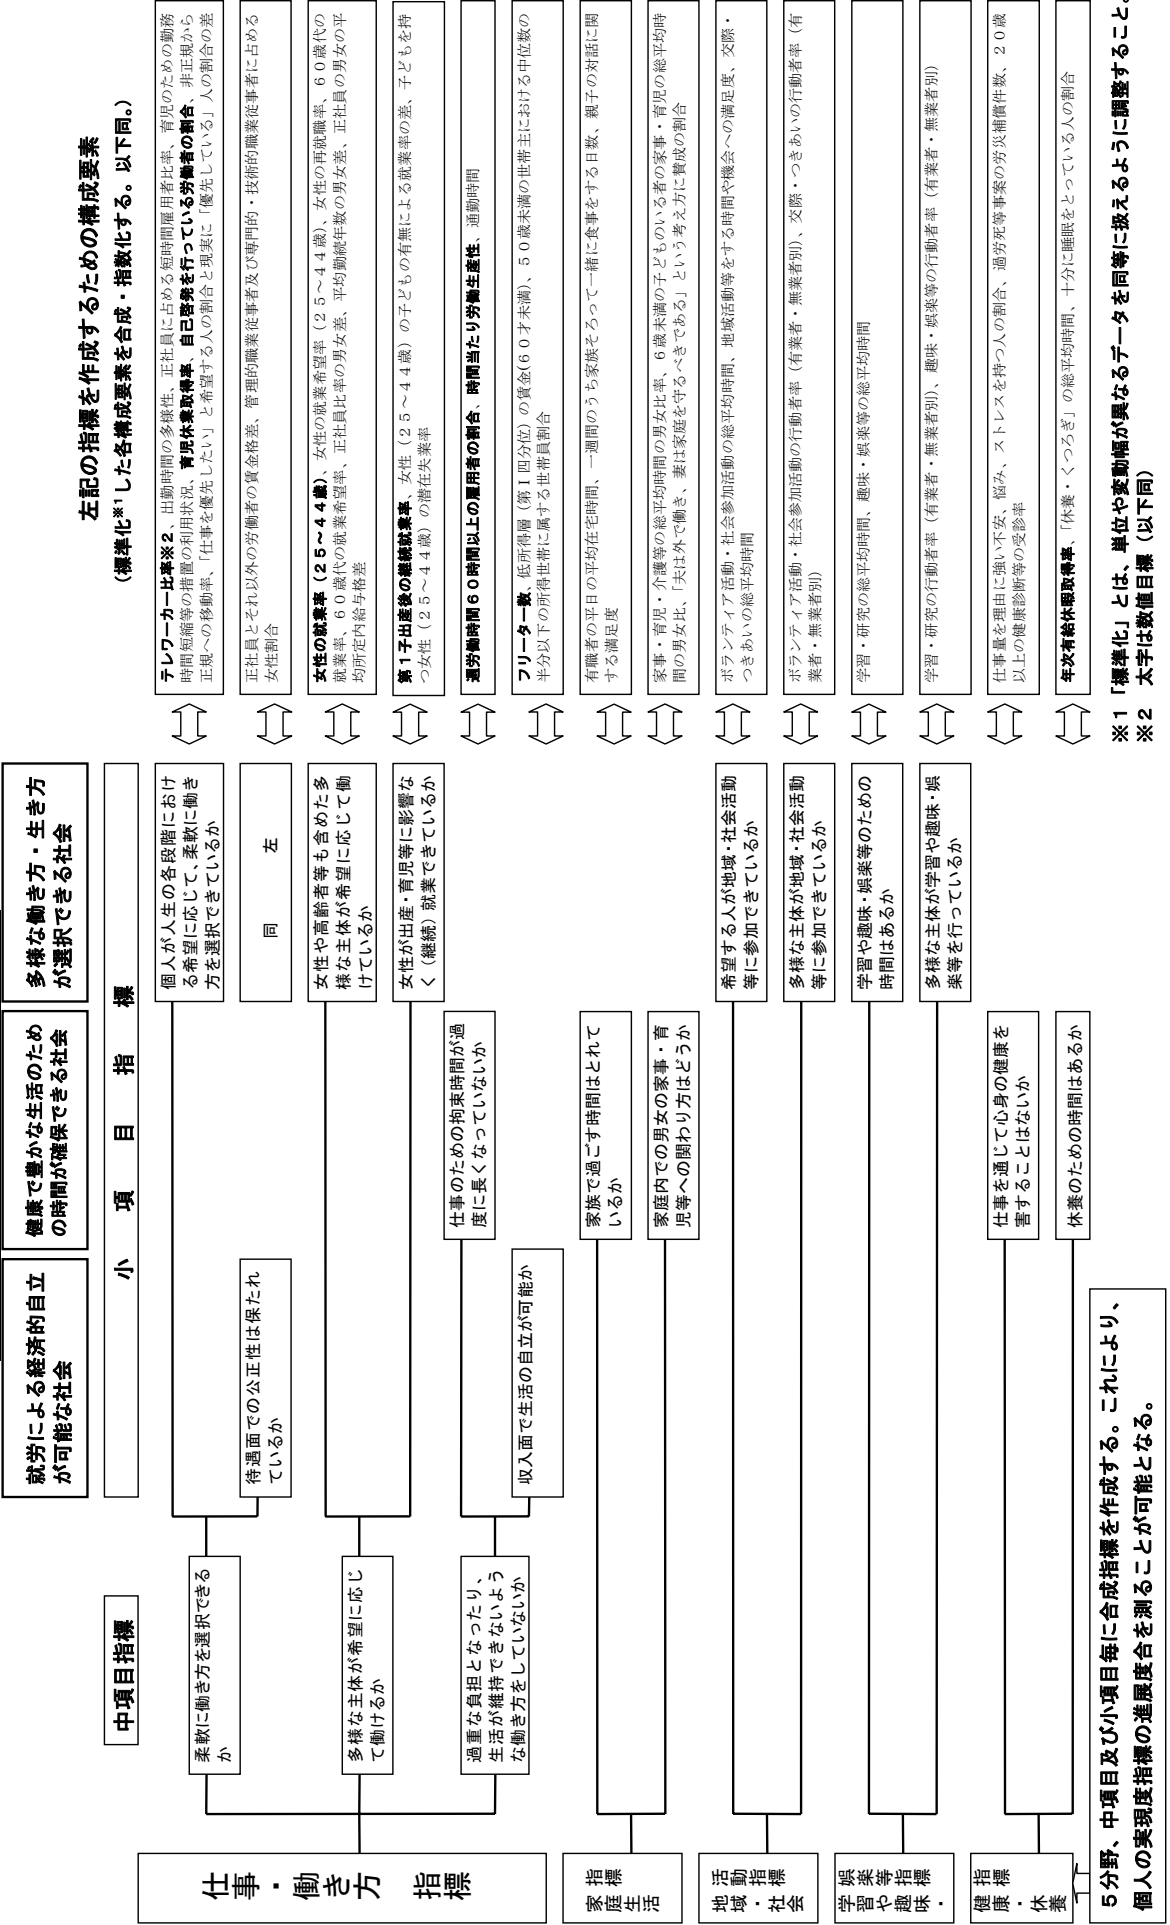 就労による経済的自立
が可能な社会
健康で豊かな生活のため
の時間が確保できる社会
多様な働き方・生き方
が選択できる社会
左記の指標を作成するための構成要素
（標準化※１した各構成要素を合成・指数化する。以下同。）
中項目指標
小項目指標
仕事・働き方
指標
柔軟に働き方を選択できる
か
個人が人生の各段階におけ
る希望に応じて、柔軟に働き
方を選択できているか
テレワーカー比率※２、出勤時間の多様性、正社員に占める短時間雇用者比率、育児のための勤務
時間短縮等の措置の利用状況、育児休業取得率、自己啓発を行っている労働者の割合、非正規から
正規への移動率、「仕事を優先したい」と希望する人の割合と現実に「優先している」人の割合の差
待遇面での公正性は保たれ
ているか
同　左
正社員とそれ以外の労働者の賃金格差、管理的職業従事者及び専門的・技術的職業従事者に占める
女性割合
多様な主体が希望に応じ
て働けるか
女性や高齢者等も含めた多
様な主体が希望に応じて働
けているか
女性の就業率（２５～４４歳）、女性の就業希望率（２５～４４歳）、女性の再就職率、６０歳代の
就業率、６０歳代の就業希望率、正社員比率の男女差、平均勤続年数の男女差、正社員の男女の平
均所定内給与格差
女性が出産・育児等に影響な
く（継続）就業できているか
第１子出産後の継続就業率、女性（２５～４４歳）の子どもの有無による就業率の差、子どもを持
つ女性（２５～４４歳）の潜在失業率
過重な負担となったり、
生活が維持できないよう
な働き方をしていないか
仕事のための拘束時間が過
度に長くなっていないか
週労働時間６０時間以上の雇用者の割合、時間当たり労働生産性、通勤時間
収入面で生活の自立が可能か
フリーター数、低所得層（第Ⅰ四分位）の賃金(６０才未満)、５０歳未満の世帯主における中位数の
半分以下の所得世帯に属する世帯員割合
家庭生活
指標
家族で過ごす時間はとれて
いるか
有職者の平日の平均在宅時間、一週間のうち家族そろって一緒に食事をする日数、親子の対話に関
する満足度
家庭内での男女の家事・育
児等への関わり方はどうか
家事・育児・介護等の総平均時間の男女比率、６歳未満の子どものいる者の家事・育児の総平均時
間の男女比、「夫は外で働き、妻は家庭を守るべきである」という考え方に賛成の割合
地域・社会
活動指標
希望する人が地域・社会活動
等に参加できているか
ボランティア活動・社会参加活動の総平均時間、地域活動等をする時間や機会への満足度、交際・
つきあいの総平均時間
多様な主体が地域・社会活動
等に参加できているか
ボランティア活動・社会参加活動の行動者率（有業者・無業者別）、交際・つきあいの行動者率（有
業者・無業者別）
学習や趣味・
娯楽等指標
学習や趣味・娯楽等のための
時間はあるか
学習・研究の総平均時間、趣味・娯楽等の総平均時間
多様な主体が学習や趣味・娯
楽等を行っているか
学習・研究の行動者率（有業者・無業者別）、趣味・娯楽等の行動者率（有業者・無業者別）
健康・休養
指標
仕事を通じて心身の健康を
害することはないか
仕事量を理由に強い不安、悩み、ストレスを持つ人の割合、過労死等事案の労災補償件数、２０歳
以上の健康診断等の受診率
休養のための時間はあるか
年次有給休暇取得率、「休養・くつろぎ」の総平均時間、十分に睡眠をとっている人の割合
５分野、中項目及び小項目毎に合成指標を作成する。これにより、
個人の実現度指標の進展度合を測ることが可能となる。
※１　「標準化」とは、単位や変動幅が異なるデータを同等に扱えるように調整すること。
※２　太字は数値目標（以下同）